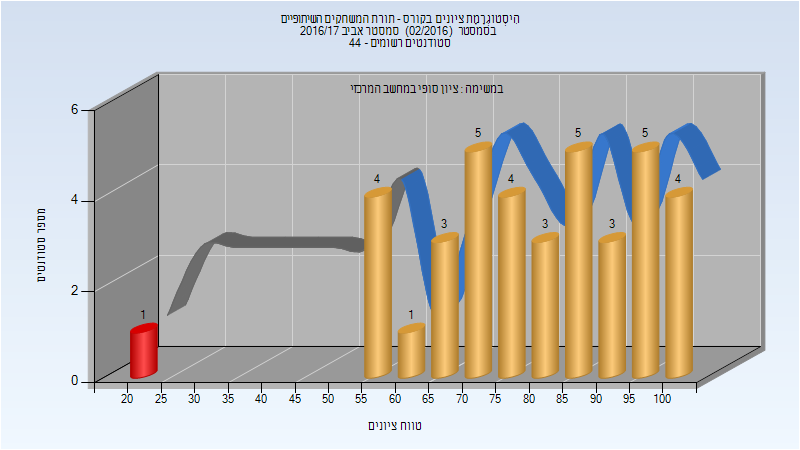 היסטוגרמת ציונים בקורס - תורת המשחקים השיתופיים
בסמסטר (02/2016) סמסטר אביב 2016/17
סטודנטים רשומים - 44
במשימה : ציון סופי במחשב המרכזי
6
4
2
0
מספר סטודנטים
1
4
1
3
5
4
3
5
3
5
4
20 25 30 35 40 45 50 55 60 65 70 75 80 85 90 95 100
טווח ציונים